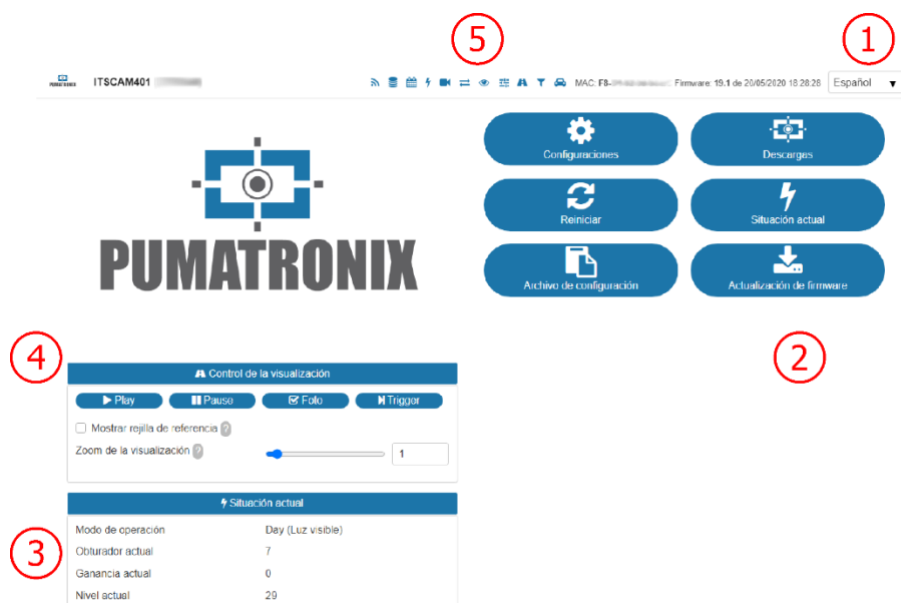 5
1
PUMATRONIX ITSCAM401 MAC: F8- Firmware: 19.1 de 20/05/2020 18:28:28 Español
Configuraciones Descargas
Reiniciar Situación actual
PUMATRONIX
Archivo de configuración Actualización de firmware
4
2
Control de la visualización
Play Pause Foto Trigger
Mostrar rejilla de referencia ?
Zoom de la visualización ? 1
Situación actual
3
Modo de operación Day (Luz visible)
Obturador actual 7
Ganancia actual 0
Nivel actual 29